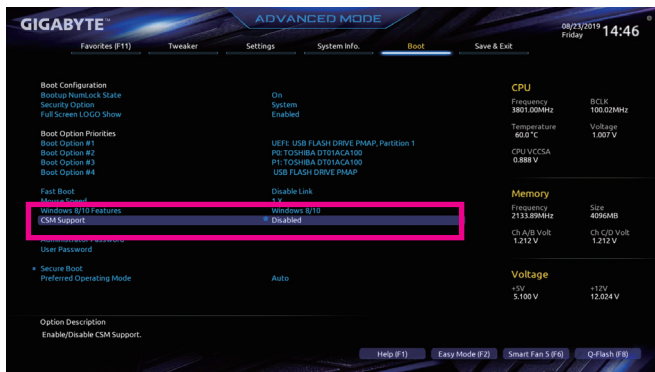 GIGABYTE™
ADVANCED MODE
08/23/2019 Friday 14:46
Favorites (F11) Tweaker Settings System Info. Boot Save & Exit
Boot Configuration
Bootup NumLock State On
Security Option System
Full Screen LOGO Show Enabled
Boot Option Priorities
Boot Option #1 UEFI: USB FLASH DRIVE PMAP, Partition 1
Boot Option #2 P0: TOSHIBA DT01ACA100
Boot Option #3 P1: TOSHIBA DT01ACA100
Boot Option #4 USB FLASH DRIVE PMAP
Fast Boot Disable Link
Mouse Speed 1 X
Windows 8/10 Features Windows 8/10
CSM Support Disabled
Administrator Password
User Password
Secure Boot
Preferred Operating Mode Auto
CPU
Frequency BCLK
3801.00MHz 100.02MHz
Temperature Voltage
60.0 °C 1.007 V
CPU VCCSA
0.888 V
Memory
Frequency Size
2133.89MHz 4096MB
Ch A/B Volt Ch C/D Volt
1.212 V 1.212 V
Voltage
+5V +12V
5.100 V 12.024 V
Option Description
Enable/Disable CSM Support.
Help (F1) Easy Mode (F2) Smart Fan 5 (F6) Q-Flash (F8)